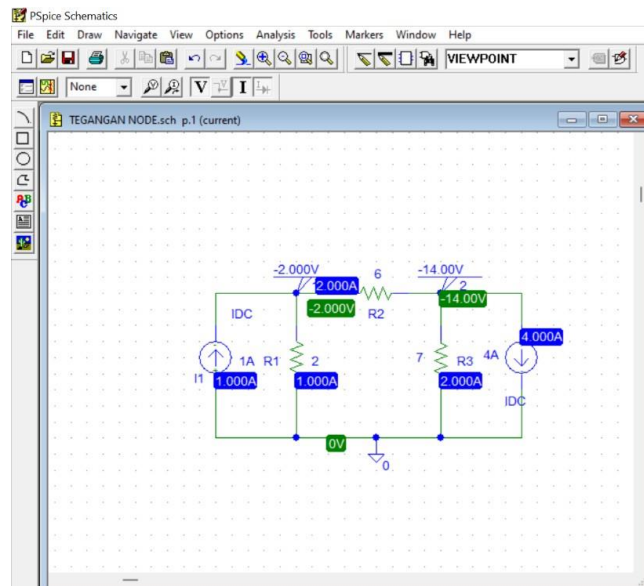 PSpice Schematics
File Edit Draw Navigate View Options Analysis Tools Markers Window Help
VIEWPOINT
None V I
ABC
TEGANGAN NODE.sch p.1 (current)
-2.000V 6 -14.00V
2.000A 2
-2.000V -14.00V
IDC R2
4.000A
1A R1 2 7 R3 4A
I1 1.000A 1.000A 2.000A
IDC
0V
0